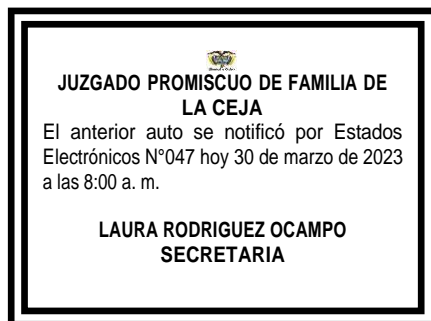 JUZGADO PROMISCUO DE FAMILIA DE
LA CEJA
El anterior auto se notificó por Estados
Electrónicos N°047 hoy 30 de marzo de 2023
a las 8:00 a. m.
LAURA RODRIGUEZ OCAMPO
SECRETARIA